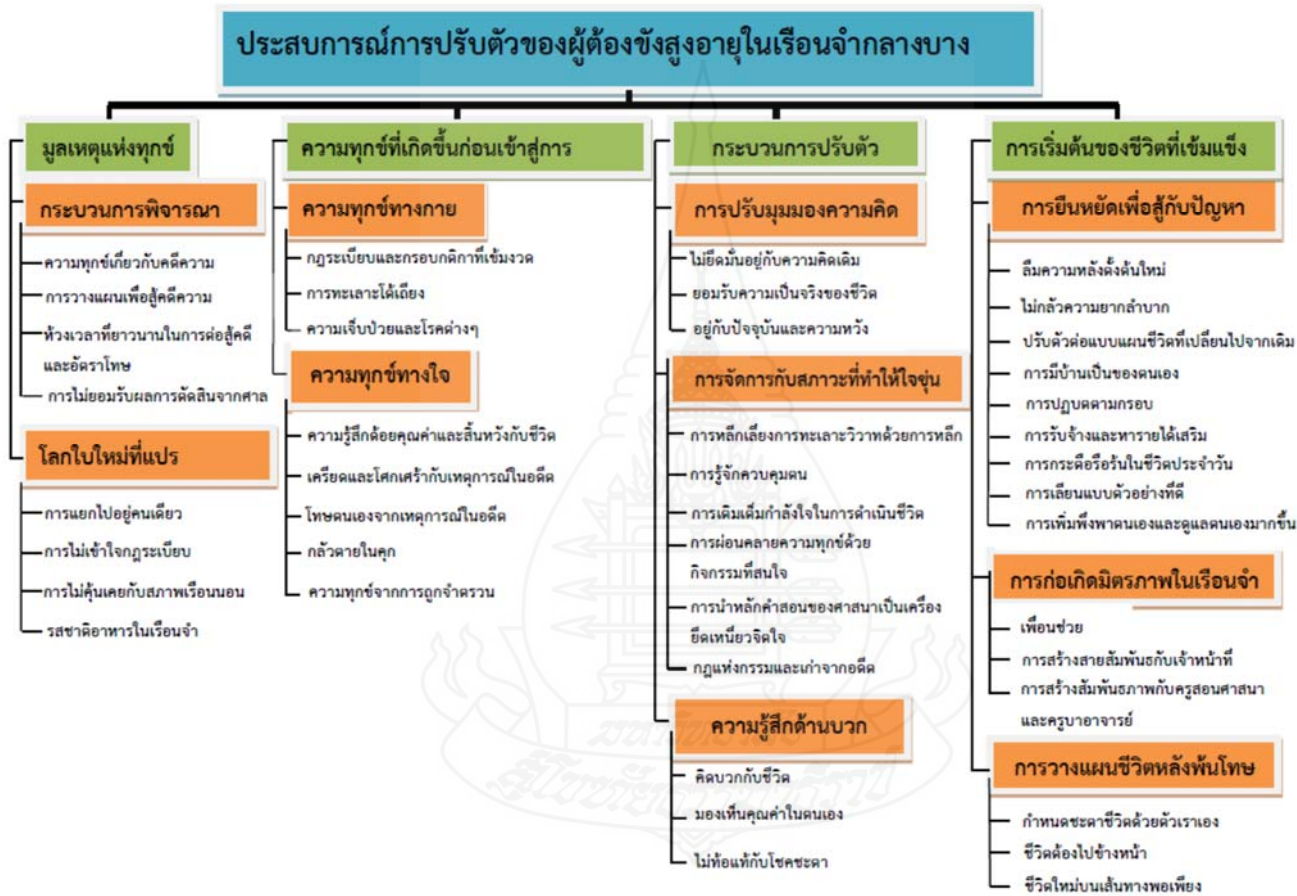 ประสบการณ์การปรับตัวของผู้ต้องขังสูงอายุในเรือนจำกลางบาง
มูลเหตุแห่งทุกข์
กระบวนการพิจารณา
ความทุกข์เกี่ยวกับคดีความ
การวางแผนเพื่อสู้คดีความ
ห้วงเวลาที่ยาวนานในการต่อสู้คดี
และอัตราโทษ
การไม่ยอมรับผลการตัดสินจากศาล
โลกใบใหม่ที่แปร
การแยกไปอยู่คนเดียว
การไม่เข้าใจกฎระเบียบ
การไม่คุ้นเคยกับสภาพเรือนนอน
รสชาติอาหารในเรือนจำ
ความทุกข์ที่เกิดขึ้นก่อนเข้าสู่การ
ความทุกข์ทางกาย
กฎระเบียบและกรอบกติกาที่เข้มงวด
การทะเลาะโต้เถียง
ความเจ็บป่วยและโรคต่างๆ
ความทุกข์ทางใจ
ความรู้สึกด้อยคุณค่าและสิ้นหวังกับชีวิต
เครียดและโศกเศร้ากับเหตุการณ์ในอดีต
โทษตนเองจากเหตุการณ์ในอดีต
กลัวตายในคุก
ความทุกข์จากการถูกจำตรวน
กระบวนการปรับตัว
การปรับมุมมองความคิด
ไม่ยึดมั่นอยู่กับความคิดเดิม
ยอมรับความเป็นจริงของชีวิต
อยู่กับปัจจุบันและความหวัง
การจัดการกับสภาวะที่ทำให้ใจขุ่น
การหลีกเลี่ยงการทะเลาะวิวาทด้วยการหลีก
การรู้จักควบคุมตน
การเติมเต็มกำลังใจในการดำเนินชีวิต
การผ่อนคลายความทุกข์ด้วย
กิจกรรมที่สนใจ
การนำหลักคำสอนของศาสนาเป็นเครื่อง
ยึดเหนี่ยวจิตใจ
กฎแห่งกรรมและเก่าจากอดีต
ความรู้สึกด้านบวก
คิดบวกกับชีวิต
มองเห็นคุณค่าในตนเอง
ไม่ท้อแท้กับโชคชะตา
การเริ่มต้นของชีวิตที่เข้มแข็ง
การยืนหยัดเพื่อสู้กับปัญหา
ลืมความหลังตั้งต้นใหม่
ไม่กลัวความยากลำบาก
ปรับตัวต่อแบบแผนชีวิตที่เปลี่ยนไปจากเดิม
การมีบ้านเป็นของตนเอง
การปฏบตตามกรอบ
การรับจ้างและหารายได้เสริม
การกระตือรือร้นในชีวิตประจำวัน
การเลียนแบบตัวอย่างที่ดี
การเพิ่มพึ่งพาตนเองและดูแลตนเองมากขึ้น
การก่อเกิดมิตรภาพในเรือนจำ
เพื่อนช่วย
การสร้างสายสัมพันธ์กับเจ้าหน้าที่
การสร้างสัมพันธภาพกับครูสอนศาสนา
และครูบาอาจารย์
การวางแผนชีวิตหลังพ้นโทษ
กำหนดชะตาชีวิตด้วยตัวเราเอง
ชีวิตต้องไปข้างหน้า
ชีวิตใหม่บนเส้นทางพอเพียง